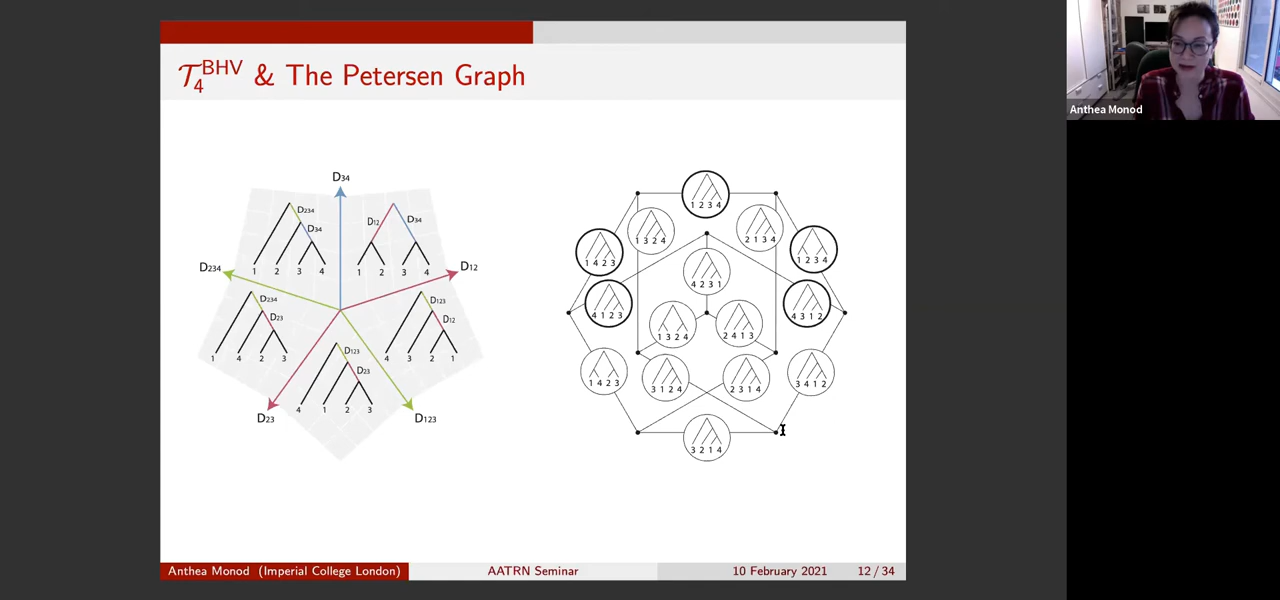 𝒯₄ᴮᴴⱽ & The Petersen Graph
Anthea Monod
D34
D234
D34
1 2 3 4
D12
D34
1 2 3 4
D234
D12
D234
D23
1 4 2 3
D123
D12
4 3 2 1
D123
D23
4 1 2 3
D23
D123
1 2 3 4
1 3 2 4
2 1 3 4
1 4 2 3
1 2 3 4
4 2 3 1
4 1 2 3
4 3 1 2
1 3 2 4
2 4 1 3
1 4 2 3
3 1 2 4
2 3 1 4
3 4 1 2
3 2 1 4
Anthea Monod (Imperial College London)
AATRN Seminar
10 February 2021
12 / 34